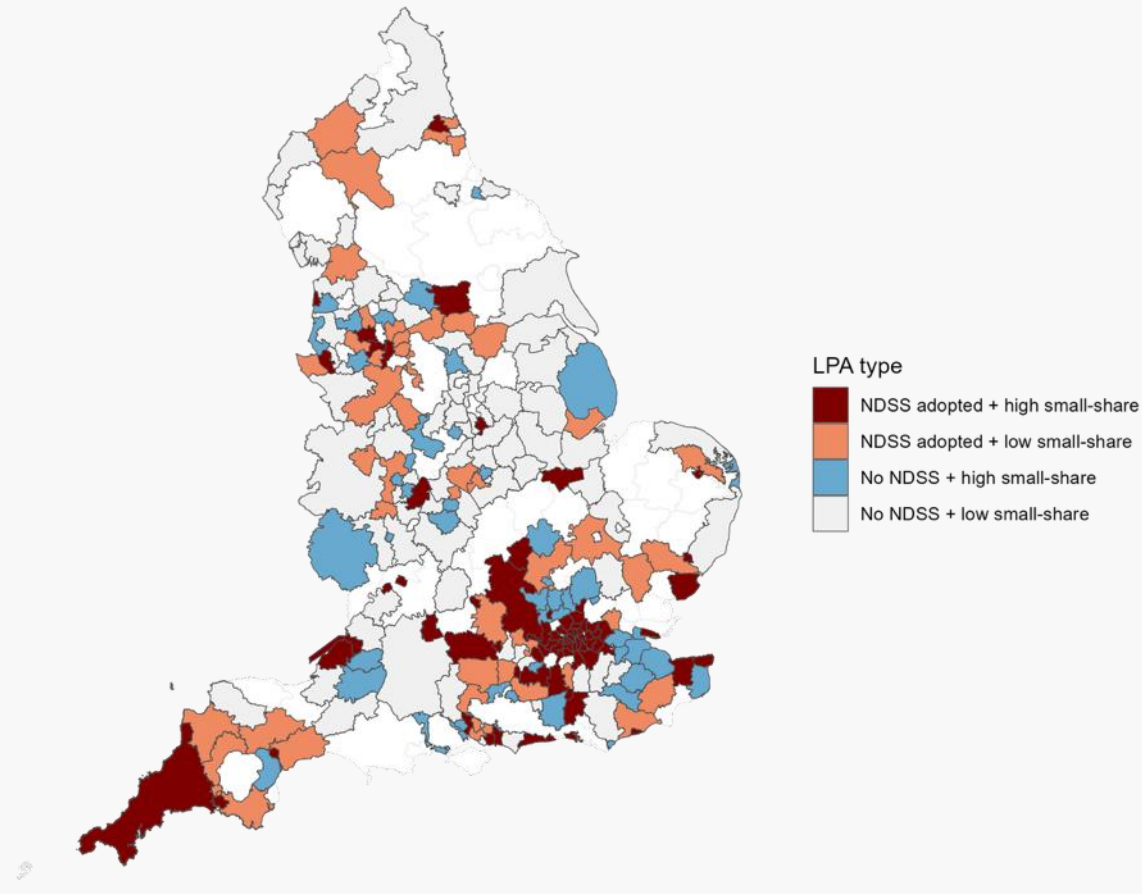 LPA type
NDSS adopted + high small-share
NDSS adopted + low small-share
No NDSS + high small-share
No NDSS + low small-share